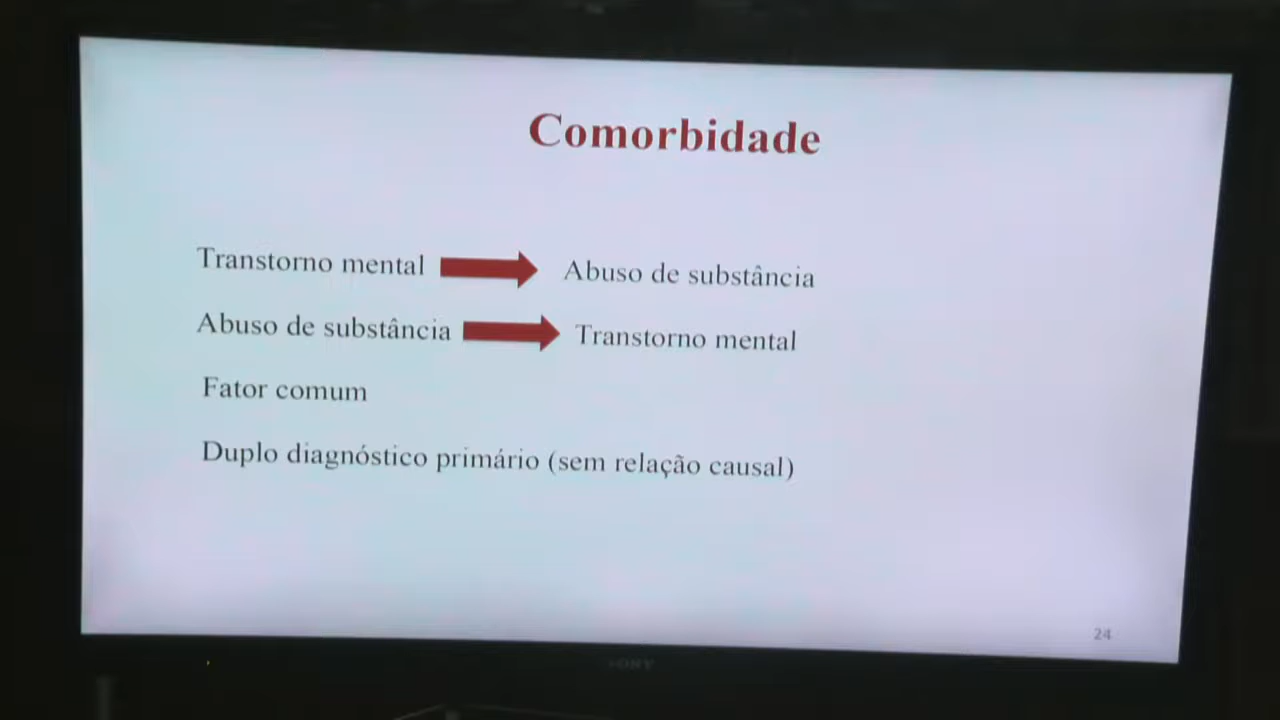 Comorbidade
Transtorno mental Abuso de substância
Abuso de substância Transtorno mental
Fator comum
Duplo diagnóstico primário (sem relação causal)
24
SONY